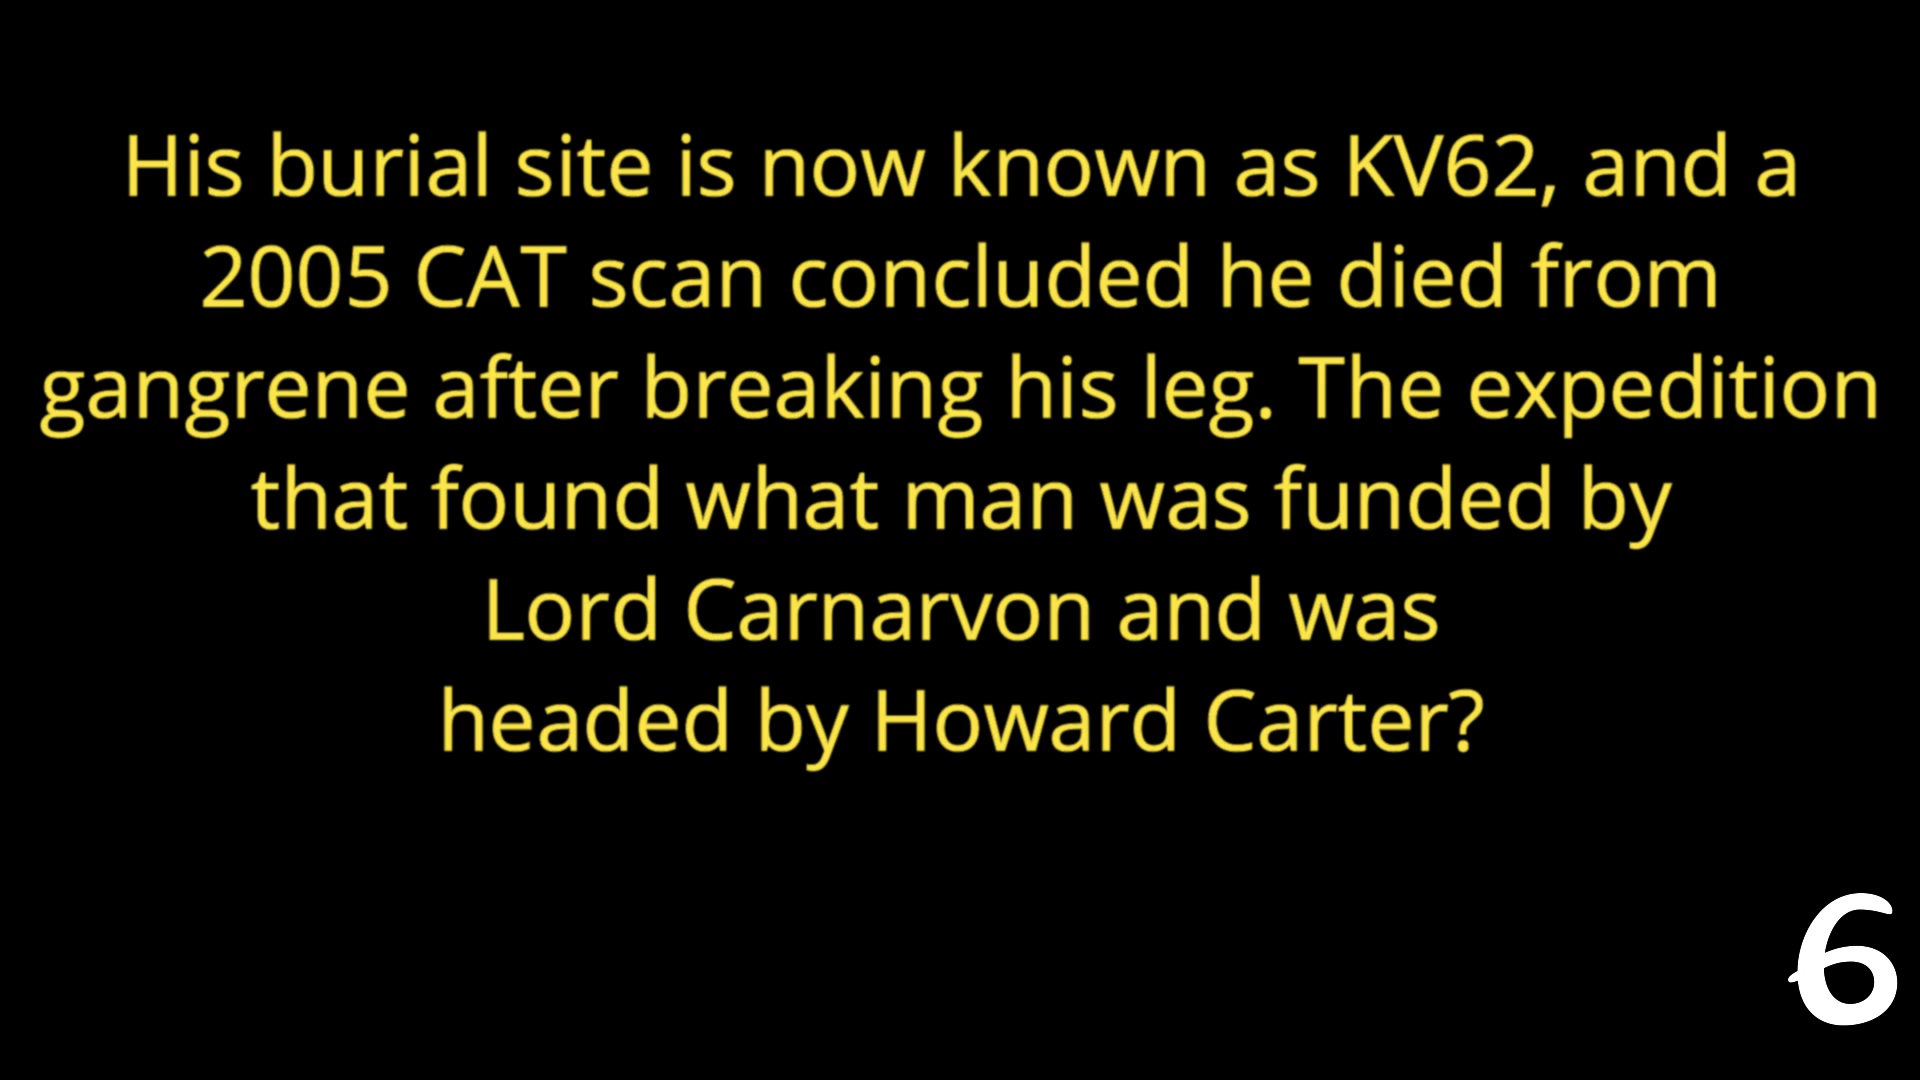 His burial site is now known as KV62, and a
2005 CAT scan concluded he died from
gangrene after breaking his leg. The expedition
that found what man was funded by
Lord Carnarvon and was
headed by Howard Carter?
6